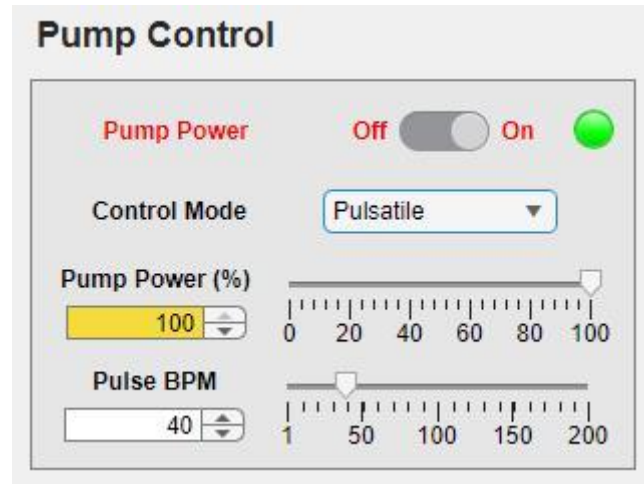 Pump Control
Pump Power Off On
Control Mode Pulsatile
Pump Power (%)
100
0 20 40 60 80 100
Pulse BPM
40
1 50 100 150 200